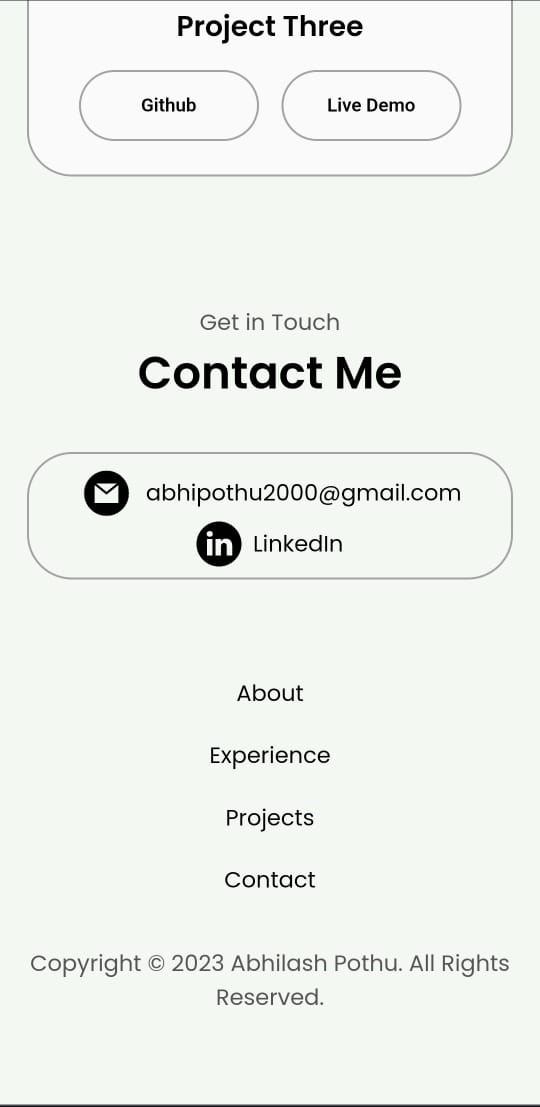 Project Three
Github
Live Demo
Get in Touch
Contact Me
abhipothu2000@gmail.com
in LinkedIn
About
Experience
Projects
Contact
Copyright © 2023 Abhilash Pothu. All Rights
Reserved.